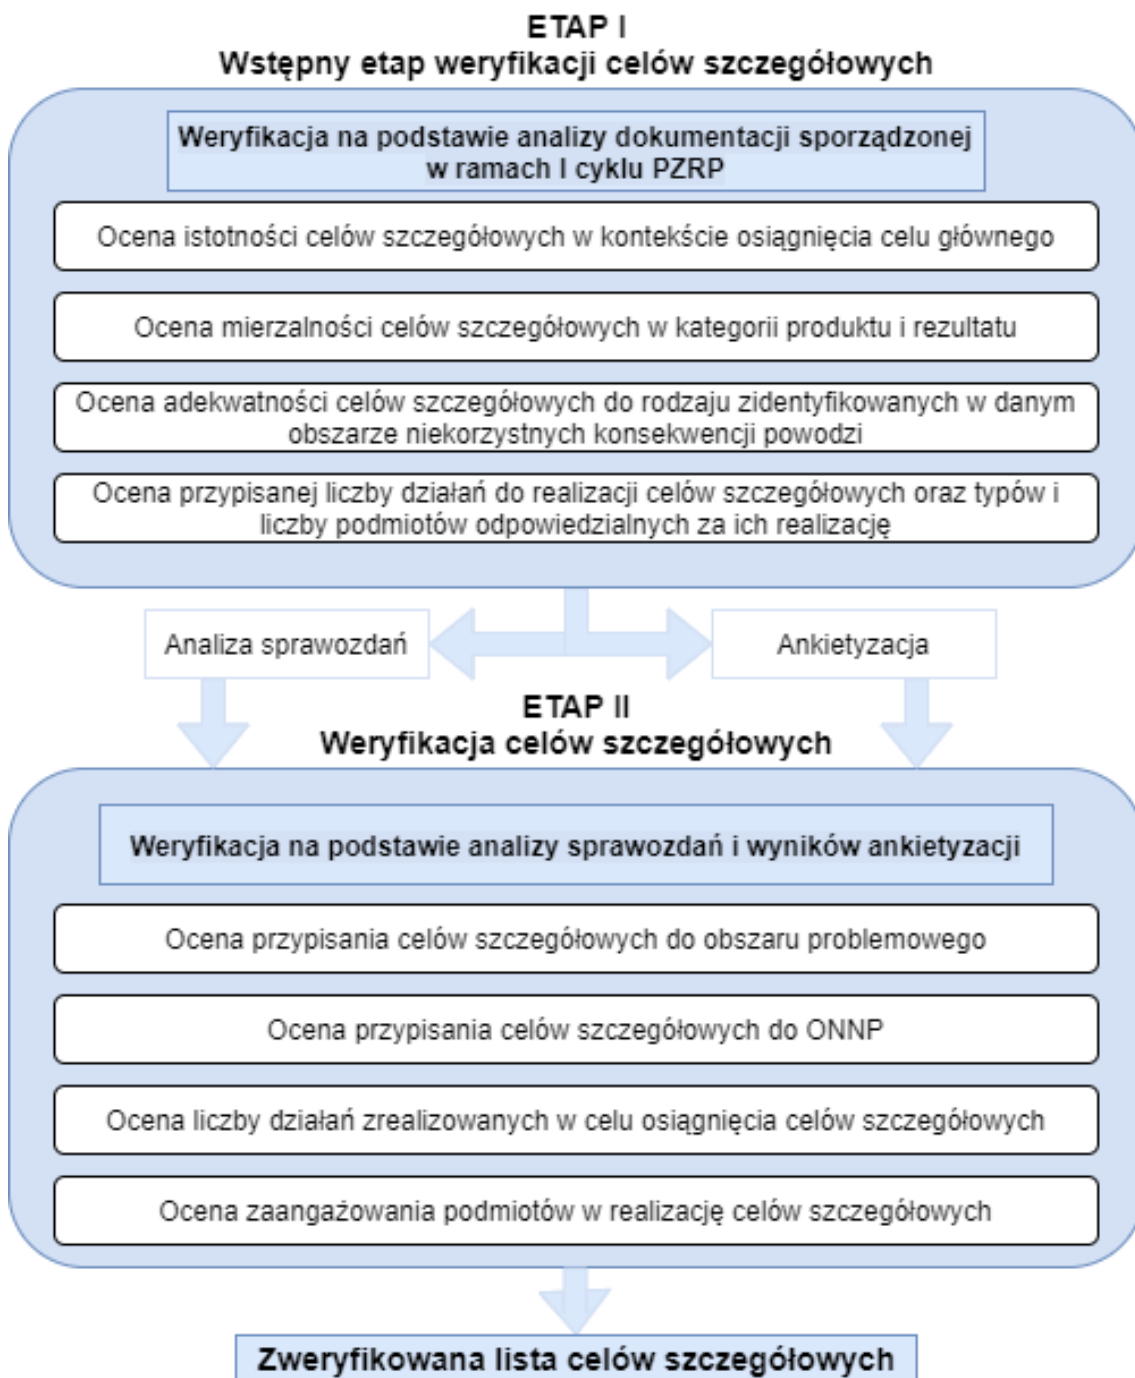 ETAP I
Wstępny etap weryfikacji celów szczegółowych
Weryfikacja na podstawie analizy dokumentacji sporządzonej
w ramach I cyklu PZRP
Ocena istotności celów szczegółowych w kontekście osiągnięcia celu głównego
Ocena mierzalności celów szczegółowych w kategorii produktu i rezultatu
Ocena adekwatności celów szczegółowych do rodzaju zidentyfikowanych w danym
obszarze niekorzystnych konsekwencji powodzi
Ocena przypisanej liczby działań do realizacji celów szczegółowych oraz typów i
liczby podmiotów odpowiedzialnych za ich realizację
Analiza sprawozdań
Ankietyzacja
ETAP II
Weryfikacja celów szczegółowych
Weryfikacja na podstawie analizy sprawozdań i wyników ankietyzacji
Ocena przypisania celów szczegółowych do obszaru problemowego
Ocena przypisania celów szczegółowych do ONNP
Ocena liczby działań zrealizowanych w celu osiągnięcia celów szczegółowych
Ocena zaangażowania podmiotów w realizację celów szczegółowych
Zweryfikowana lista celów szczegółowych